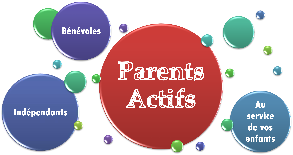 Bénévoles
Parents
Actifs
Indépendants
Au
service
de vos
enfants